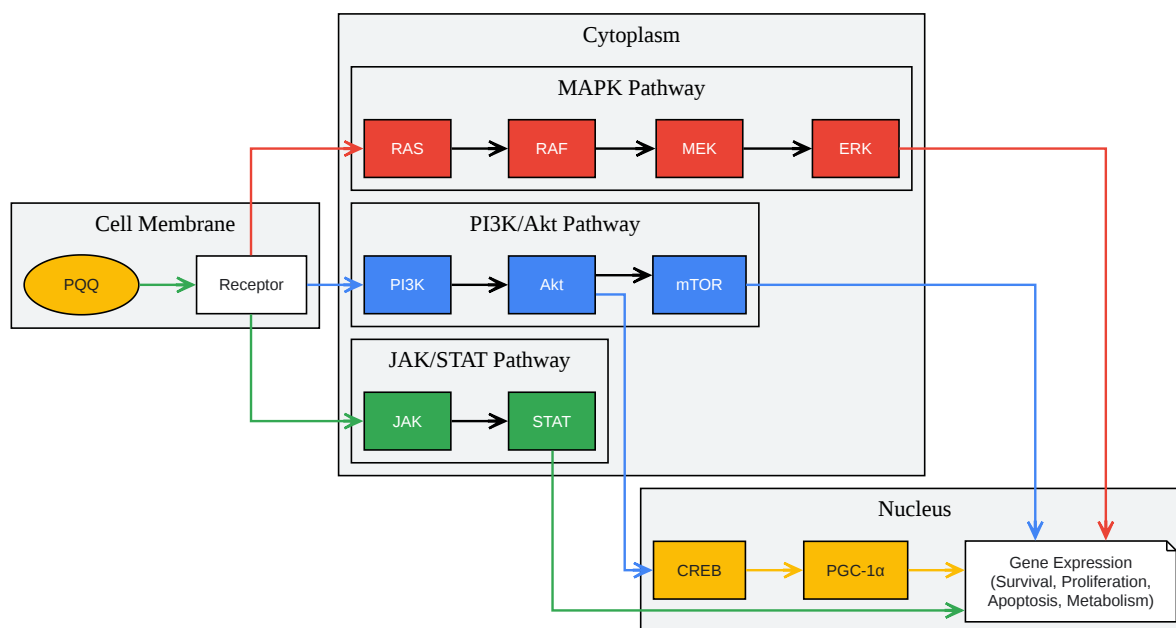 Cytoplasm
MAPK Pathway
RAS
RAF
MEK
ERK
Cell Membrane
PQQ
Receptor
PI3K/Akt Pathway
PI3K
Akt
mTOR
JAK/STAT Pathway
JAK
STAT
Nucleus
CREB
PGC-1α
Gene Expression
(Survival, Proliferation,
Apoptosis, Metabolism)